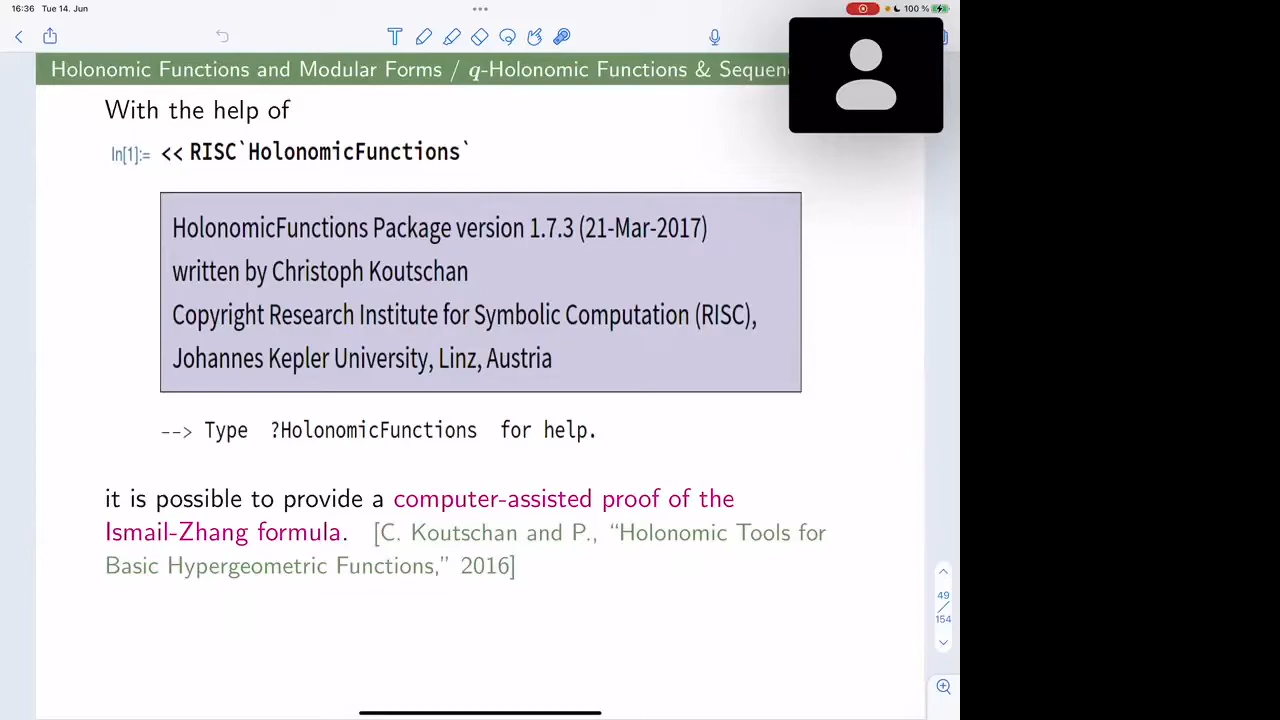 16:36 Tue 14. Jun
100 %
T
Holonomic Functions and Modular Forms / q-Holonomic Functions & Sequen
With the help of
In[1]:= << RISC`HolonomicFunctions`
HolonomicFunctions Package version 1.7.3 (21-Mar-2017)
written by Christoph Koutschan
Copyright Research Institute for Symbolic Computation (RISC),
Johannes Kepler University, Linz, Austria
--> Type ?HolonomicFunctions for help.
it is possible to provide a computer-assisted proof of the
Ismail-Zhang formula. [C. Koutschan and P., “Holonomic Tools for
Basic Hypergeometric Functions,” 2016]
49
/
154